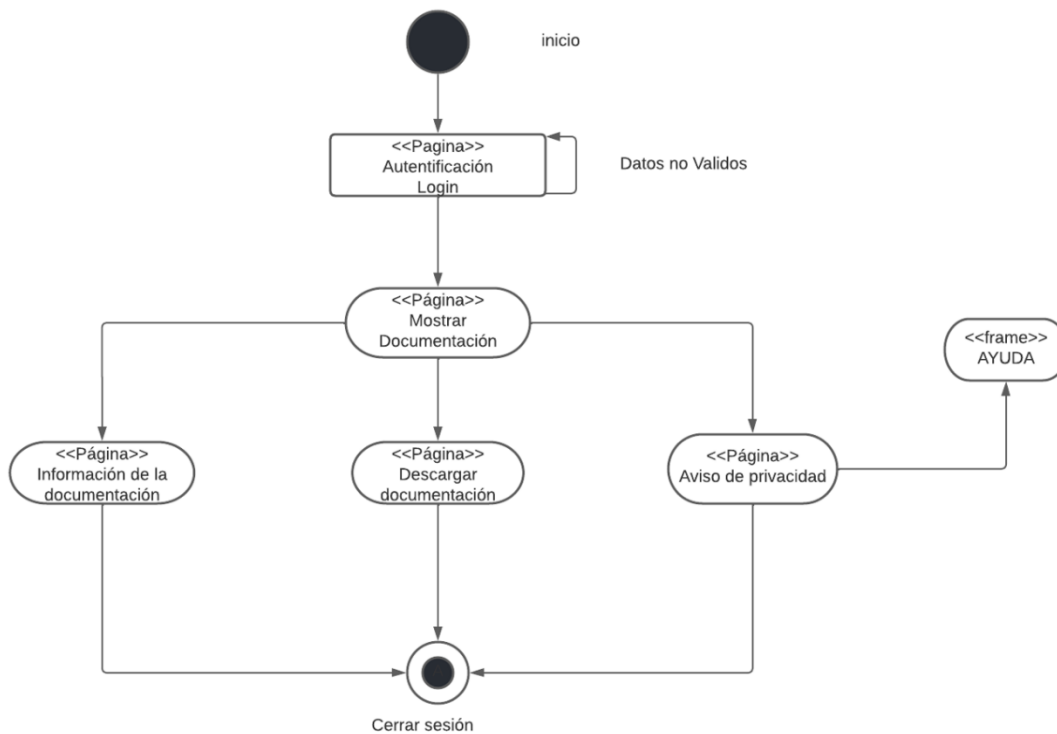 inicio
<<Pagina>>
Autentificación
Login
Datos no Validos
<<Página>>
Mostrar
Documentación
<<frame>>
AYUDA
<<Página>>
Información de la
documentación
<<Página>>
Descargar
documentación
<<Página>>
Aviso de privacidad
Cerrar sesión